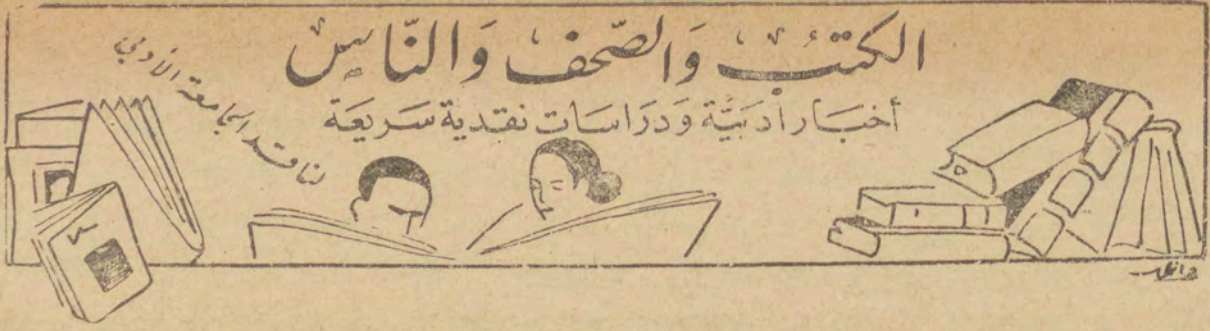 الكتب والصحف والناس
أخبار أدبية ودراسات نقدية سريعة
لناقد الجامعة الأدبي